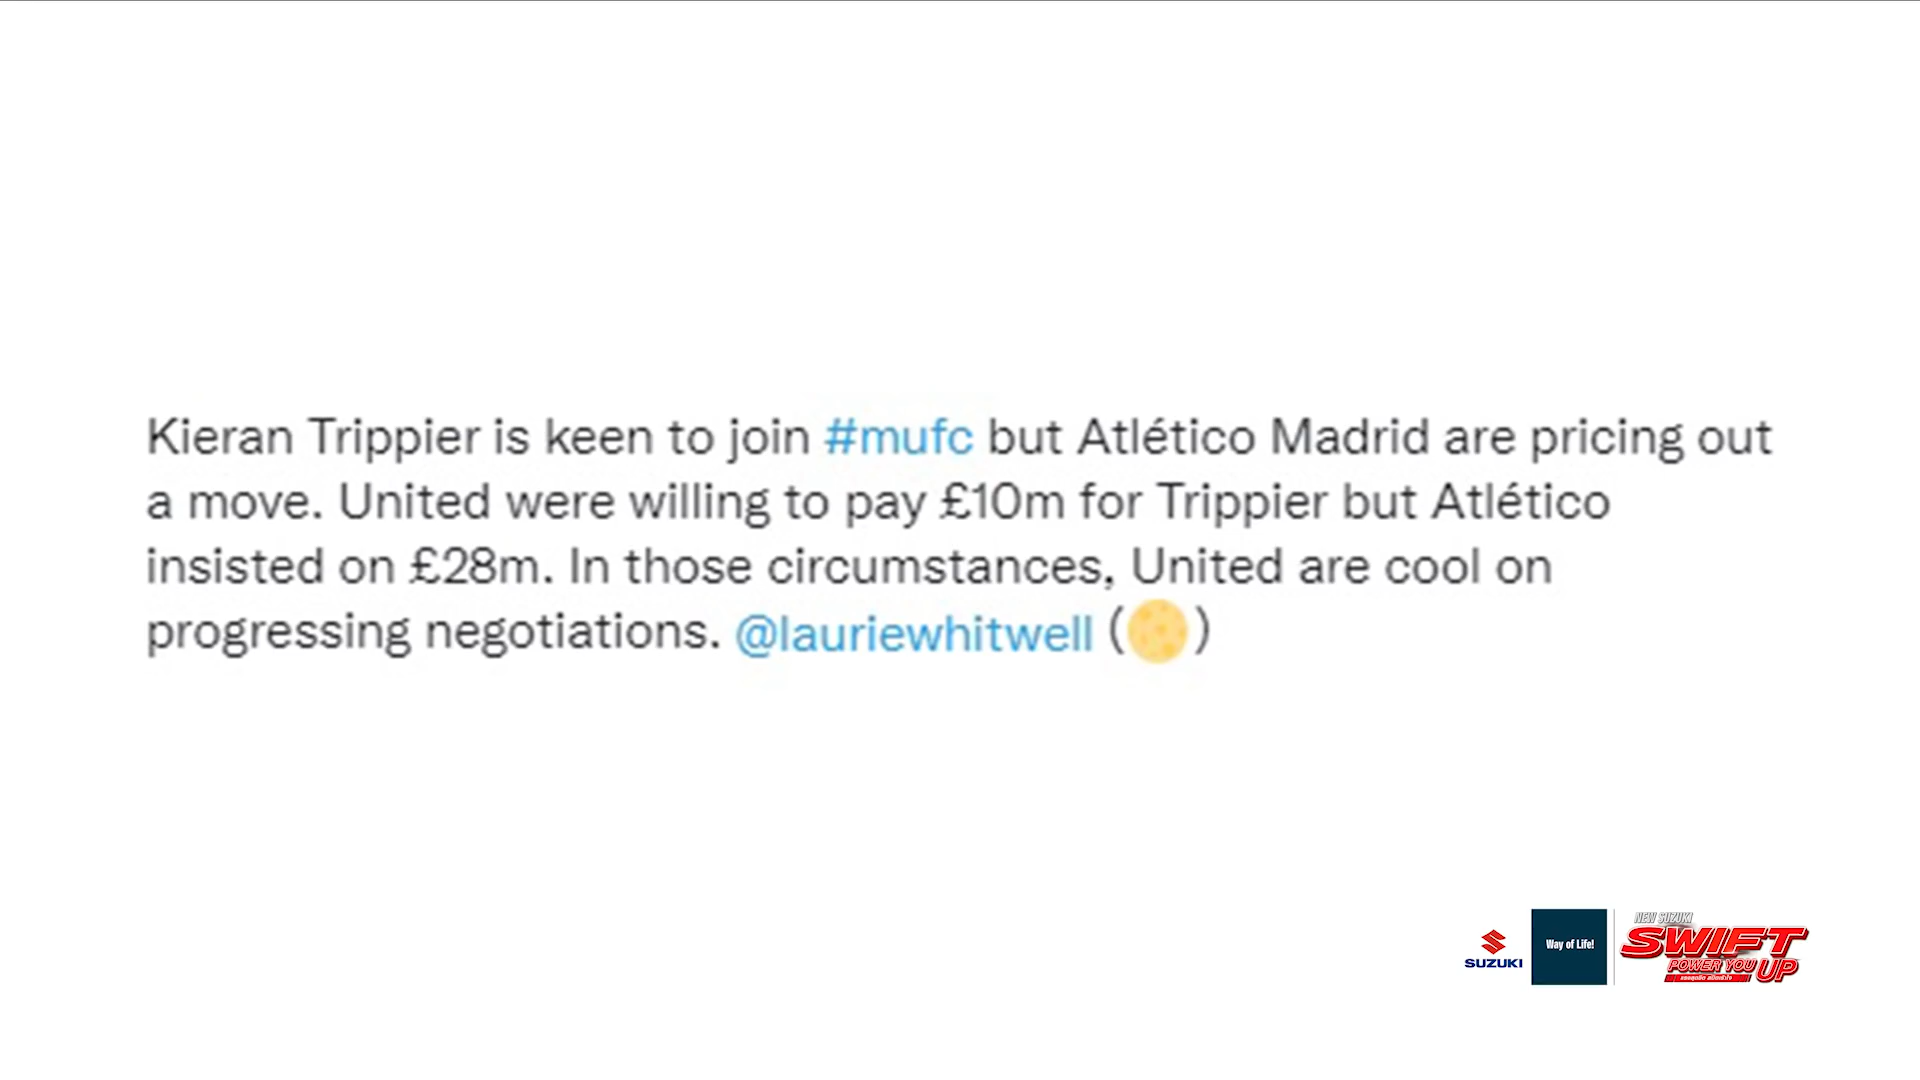 Kieran Trippier is keen to join #mufc but Atlético Madrid are pricing out
a move. United were willing to pay £10m for Trippier but Atlético
insisted on £28m. In those circumstances, United are cool on
progressing negotiations. @lauriewhitwell (🌕)
SUZUKI
Way of Life!
NEW SUZUKI
SWIFT
POWER YOU UP